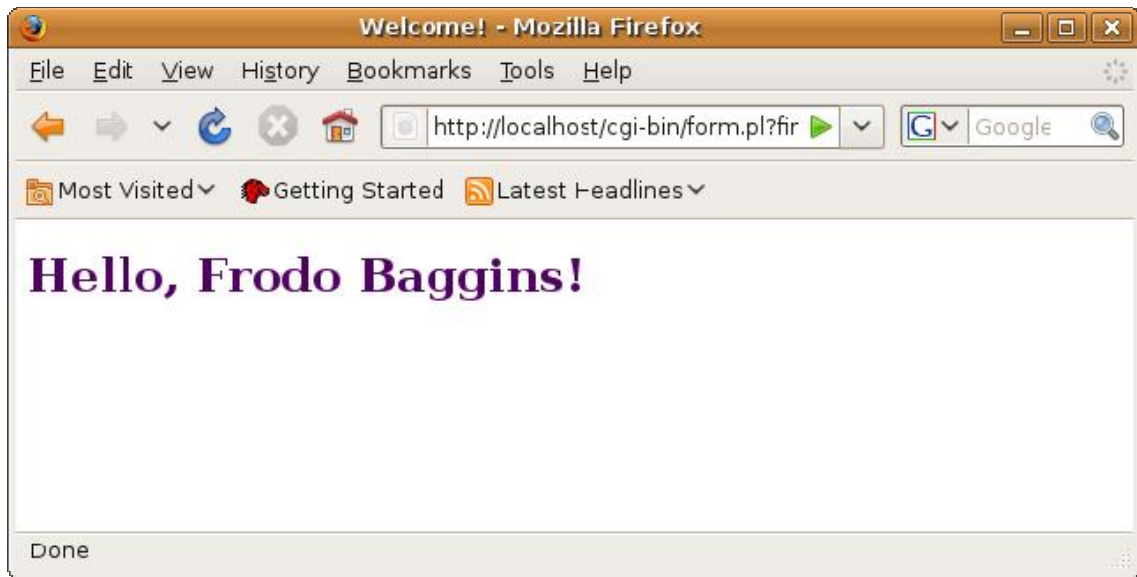 Welcome! - Mozilla Firefox
File Edit View History Bookmarks Tools Help
http://localhost/cgi-bin/form.pl?fir G Google
Most Visited Getting Started Latest Headlines
Hello, Frodo Baggins!
Done